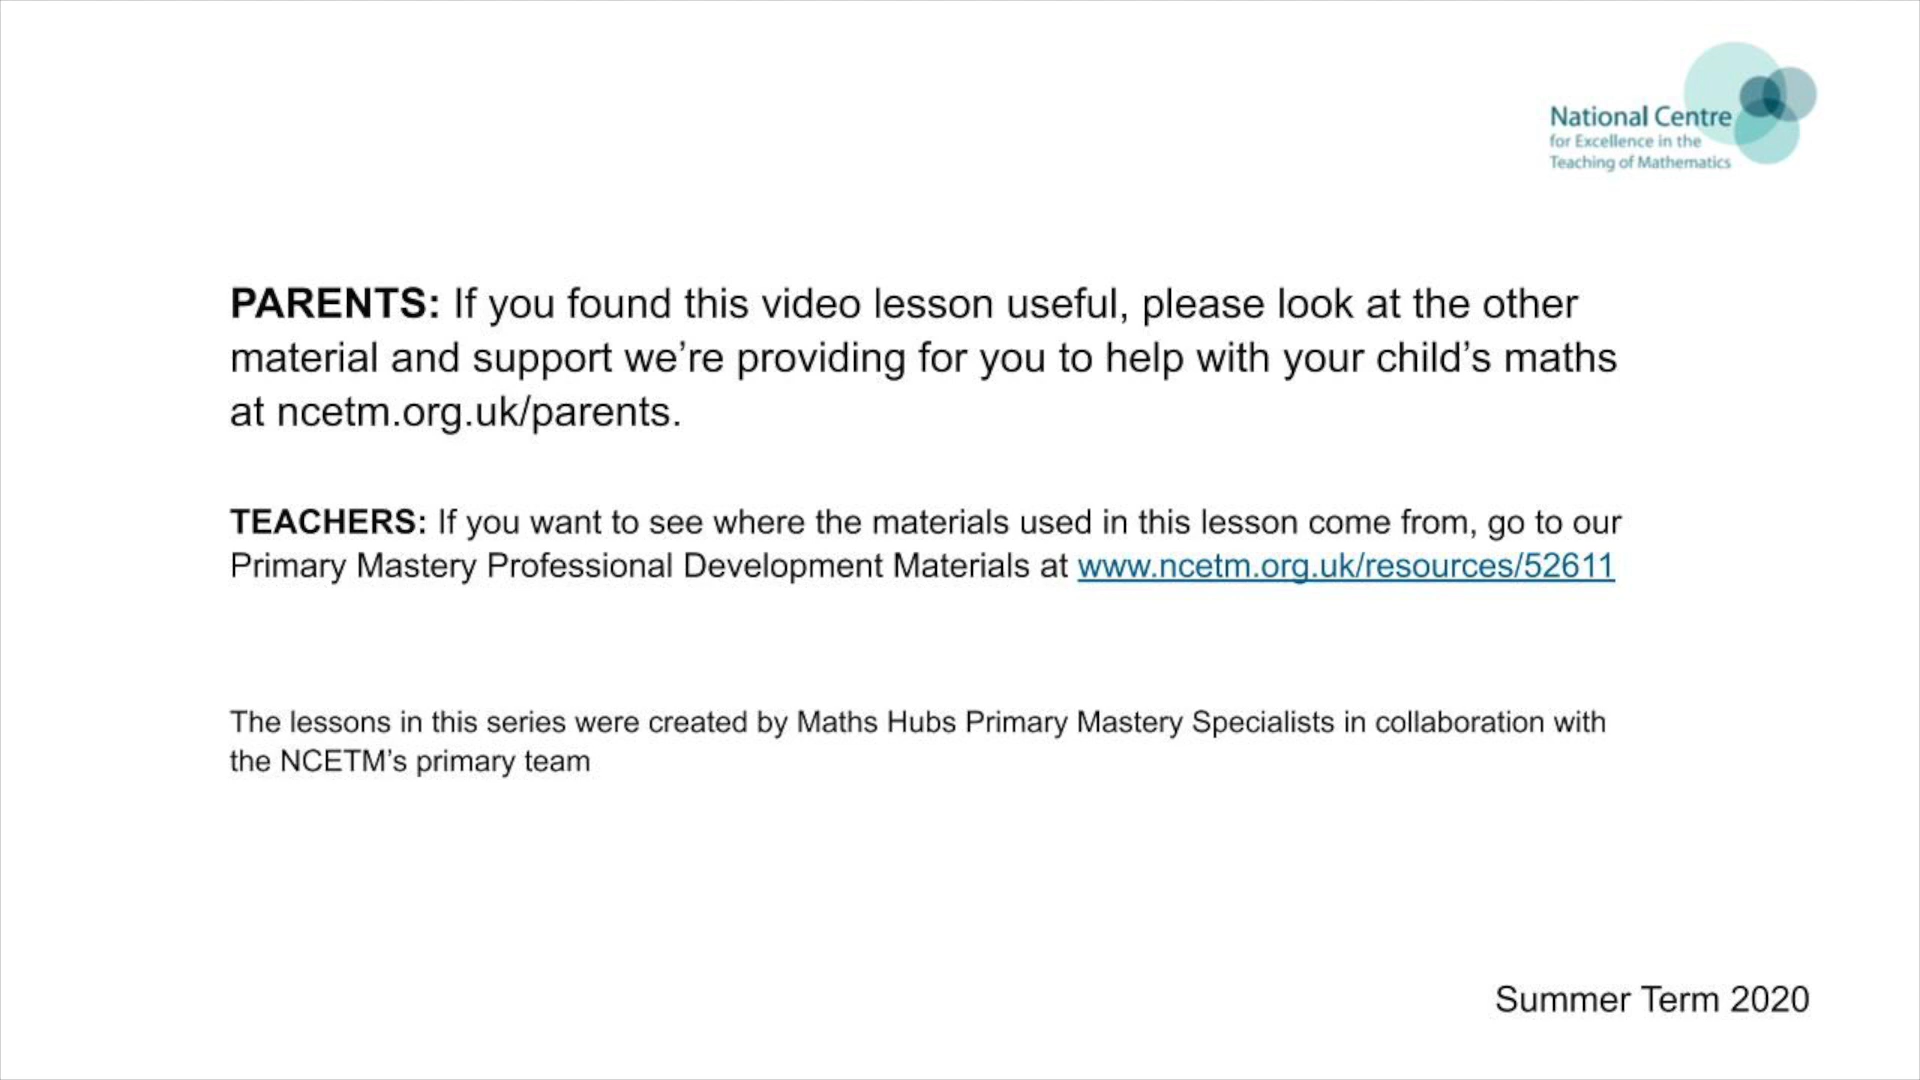 National Centre
for Excellence in the
Teaching of Mathematics
PARENTS: If you found this video lesson useful, please look at the other
material and support we’re providing for you to help with your child’s maths
at ncetm.org.uk/parents.
TEACHERS: If you want to see where the materials used in this lesson come from, go to our
Primary Mastery Professional Development Materials at www.ncetm.org.uk/resources/52611
The lessons in this series were created by Maths Hubs Primary Mastery Specialists in collaboration with
the NCETM’s primary team
Summer Term 2020